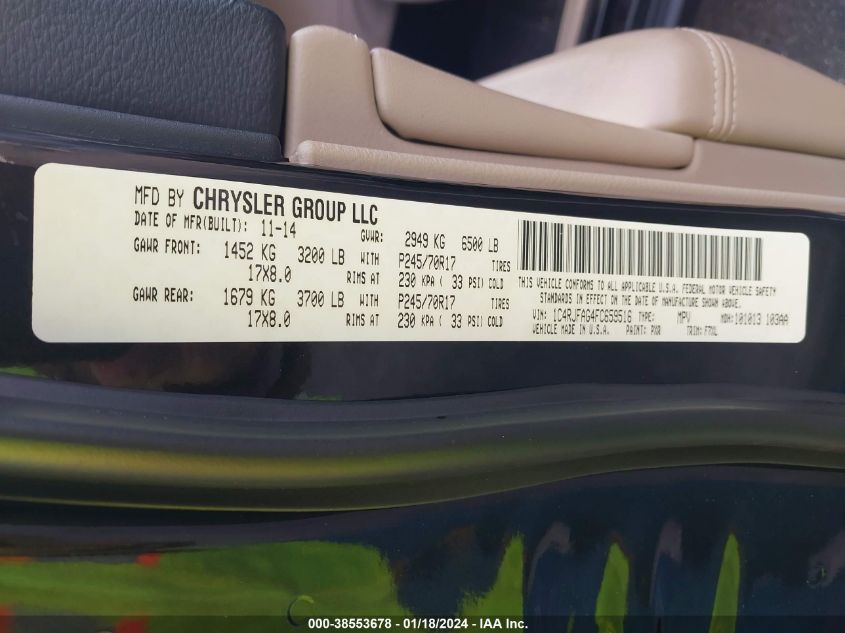 MFD BY CHRYSLER GROUP LLC
DATE OF MFR(BUILT): 11-14 GVWR: 2949 KG 6500 LB
GAWR FRONT: 1452 KG 3200 LB WITH P245/70R17 TIRES
17X8.0 RIMS AT 230 KPA ( 33 PSI) COLD
GAWR REAR: 1679 KG 3700 LB WITH P245/70R17 TIRES
17X8.0 RIMS AT 230 KPA ( 33 PSI) COLD
THIS VEHICLE CONFORMS TO ALL APPLICABLE U.S.A. FEDERAL MOTOR VEHICLE SAFETY
STANDARDS IN EFFECT ON THE DATE OF MANUFACTURE SHOWN ABOVE.
VIN: 1C4RJFAG4FC659516 TYPE: MPV MDH: 101013 103AA
VEHICLE MADE IN U.S.A. PAINT: PXR TRIM:
000-38553678 - 01/18/2024 - IAA Inc.